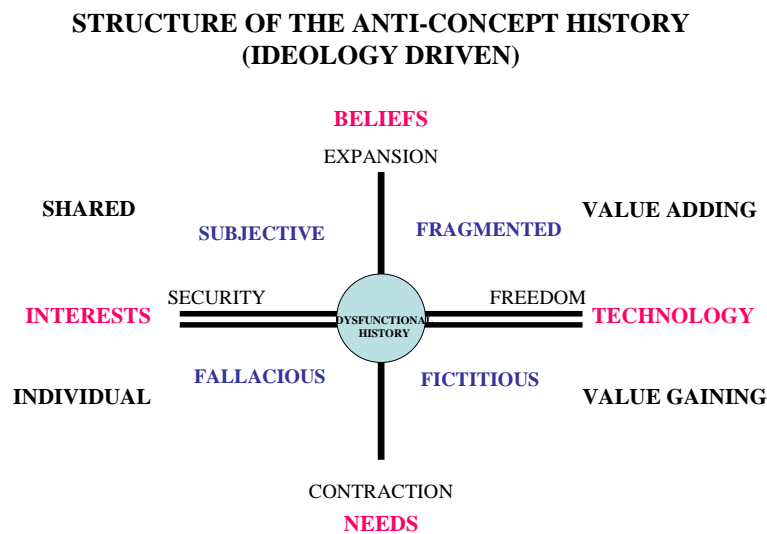 STRUCTURE OF THE ANTI-CONCEPT HISTORY
(IDEOLOGY DRIVEN)
BELIEFS
EXPANSION
SHARED
VALUE ADDING
SUBJECTIVE
FRAGMENTED
SECURITY
FREEDOM
INTERESTS
TECHNOLOGY
DYSFUNCTIONAL
HISTORY
FALLACIOUS
FICTITIOUS
INDIVIDUAL
VALUE GAINING
CONTRACTION
NEEDS